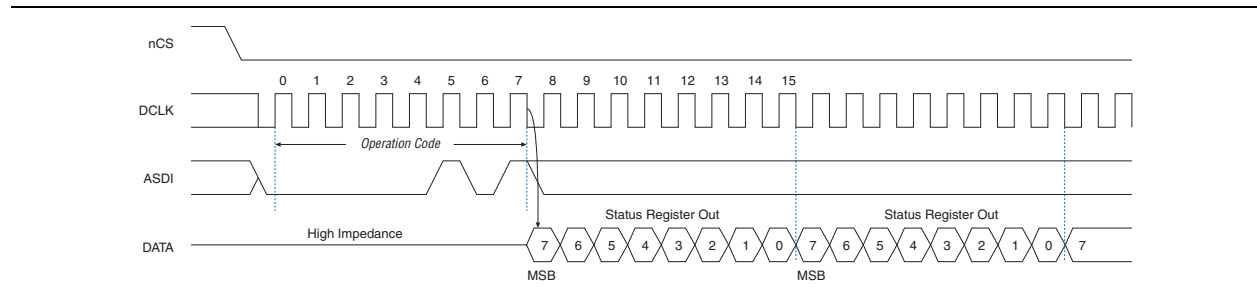 nCS
0 1 2 3 4 5 6 7 8 9 10 11 12 13 14 15
DCLK
Operation Code
ASDI
Status Register Out Status Register Out
High Impedance
DATA
7 6 5 4 3 2 1 0 7 6 5 4 3 2 1 0 7
MSB MSB